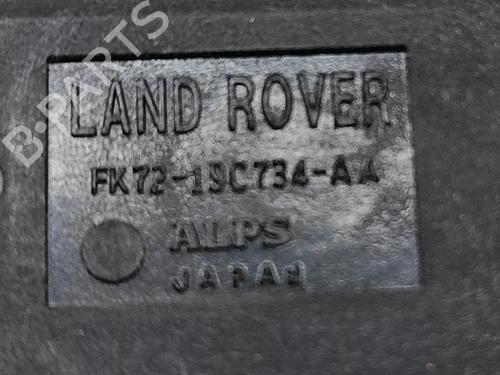 B-PARTS
LAND ROVER
FK72-19C734-AA
ALPS
JAPAN